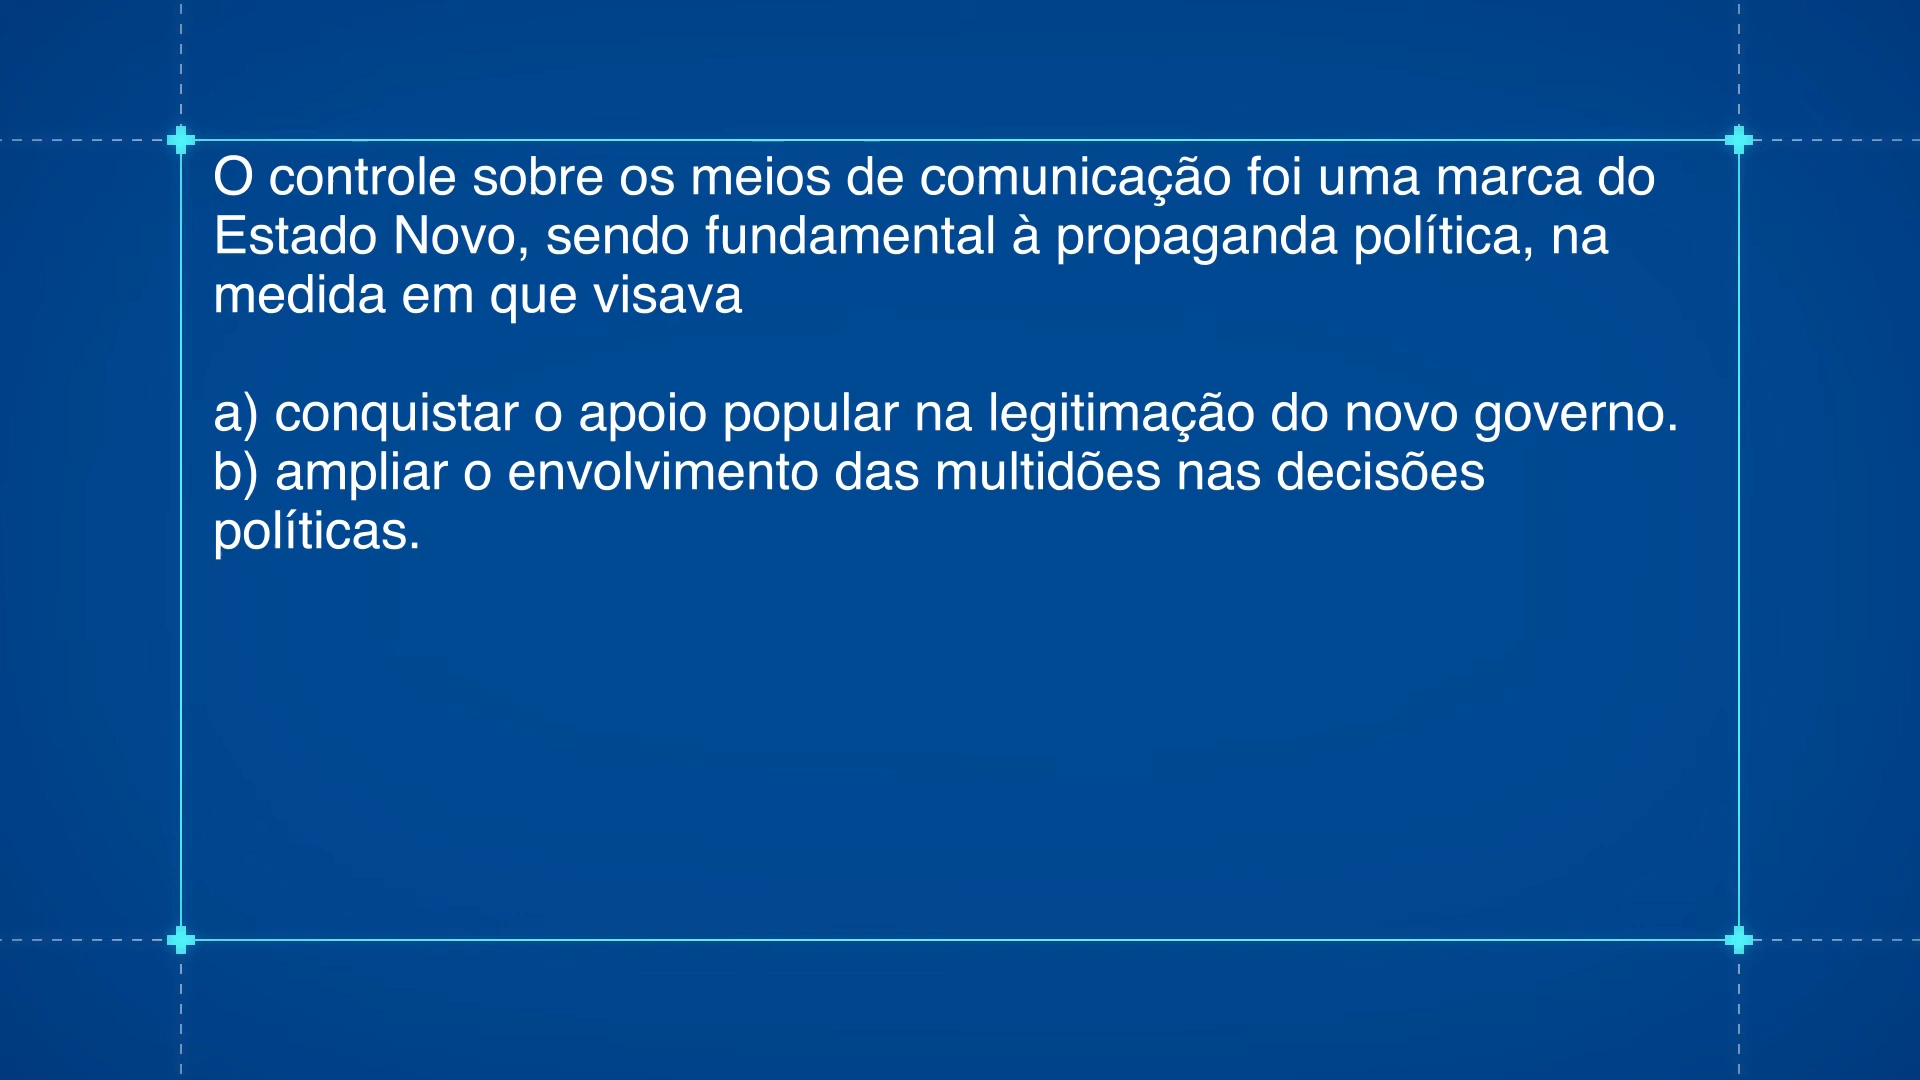 O controle sobre os meios de comunicação foi uma marca do
Estado Novo, sendo fundamental à propaganda política, na
medida em que visava
a) conquistar o apoio popular na legitimação do novo governo.
b) ampliar o envolvimento das multidões nas decisões
políticas.